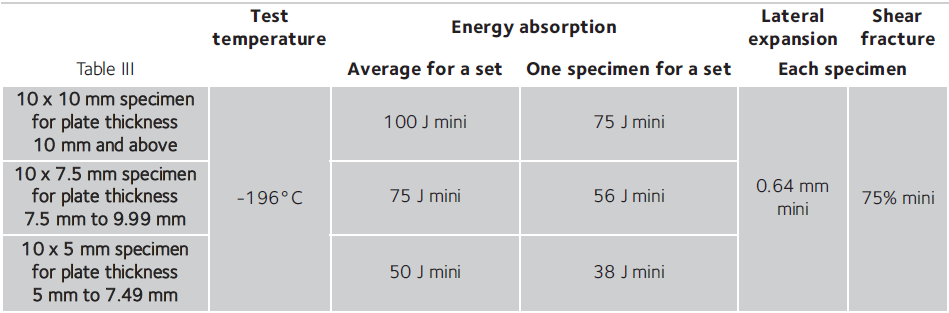 Test
temperature
Energy absorption
Lateral
expansion
Shear
fracture
Table III
Average for a set
One specimen for a set
Each specimen
10 x 10 mm specimen
for plate thickness
10 mm and above
-196°C
100 J mini
75 J mini
0.64 mm
mini
75% mini
10 x 7.5 mm specimen
for plate thickness
7.5 mm to 9.99 mm
75 J mini
56 J mini
10 x 5 mm specimen
for plate thickness
5 mm to 7.49 mm
50 J mini
38 J mini